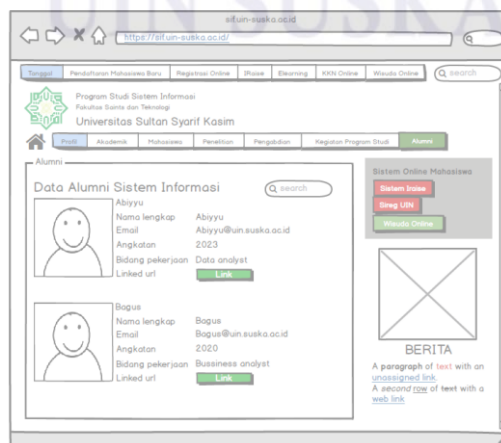 UIN SUSKA
sif.uin-suska.ac.id
https://sif.uin-suska.ac.id/
Tanggal Pendaftaran Mahasiswa Baru Registrasi Online IRaise Elearning KKN Online Wisuda Online search
Program Studi Sistem Informasi
Fakultas Saints dan Teknologi
Universitas Sultan Syarif Kasim
Profil Akademik Mahasiswa Penelitian Pengabdian Kegiatan Program Studi Alumni
Alumni
Data Alumni Sistem Informasi search
Abiyyu
Nama lengkap Abiyyu
Email Abiyyu@uin.suska.ac.id
Angkatan 2023
Bidang pekerjaan Data analyst
Linked url Link
Bagus
Nama lengkap Bagus
Email Bagus@uin.suska.ac.id
Angkatan 2020
Bidang pekerjaan Bussiness analyst
Linked url Link
Sistem Online Mahasiswa
Sistem Iraise
Sireg UIN
Wisuda Online
BERITA
A paragraph of text with an
unassigned link.
A second row of text with a
web link